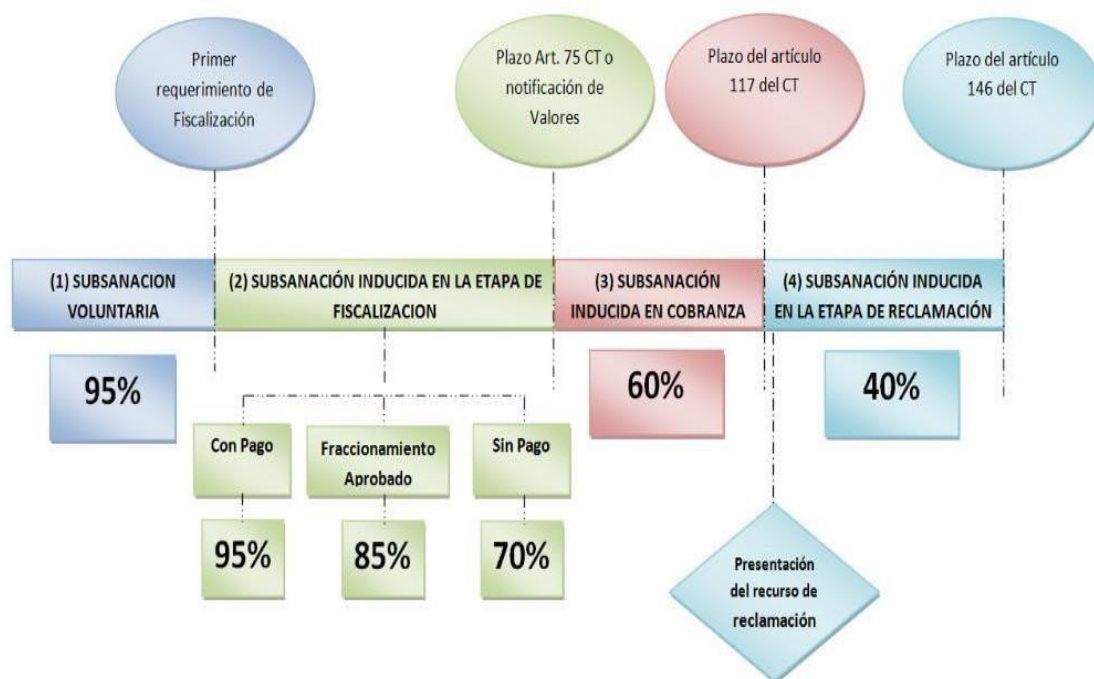 Primer
requerimiento de
Fiscalización
Plazo Art. 75 CT o
notificación de
Valores
Plazo del artículo
117 del CT
Plazo del artículo
146 del CT
(1) SUBSANACION
VOLUNTARIA
(2) SUBSANACIÓN INDUCIDA EN LA ETAPA DE
FISCALIZACION
(3) SUBSANACIÓN
INDUCIDA EN COBRANZA
(4) SUBSANACIÓN INDUCIDA
EN LA ETAPA DE RECLAMACIÓN
95%
60%
40%
Con Pago
Fraccionamiento
Aprobado
Sin Pago
95%
85%
70%
Presentación
del recurso de
reclamación